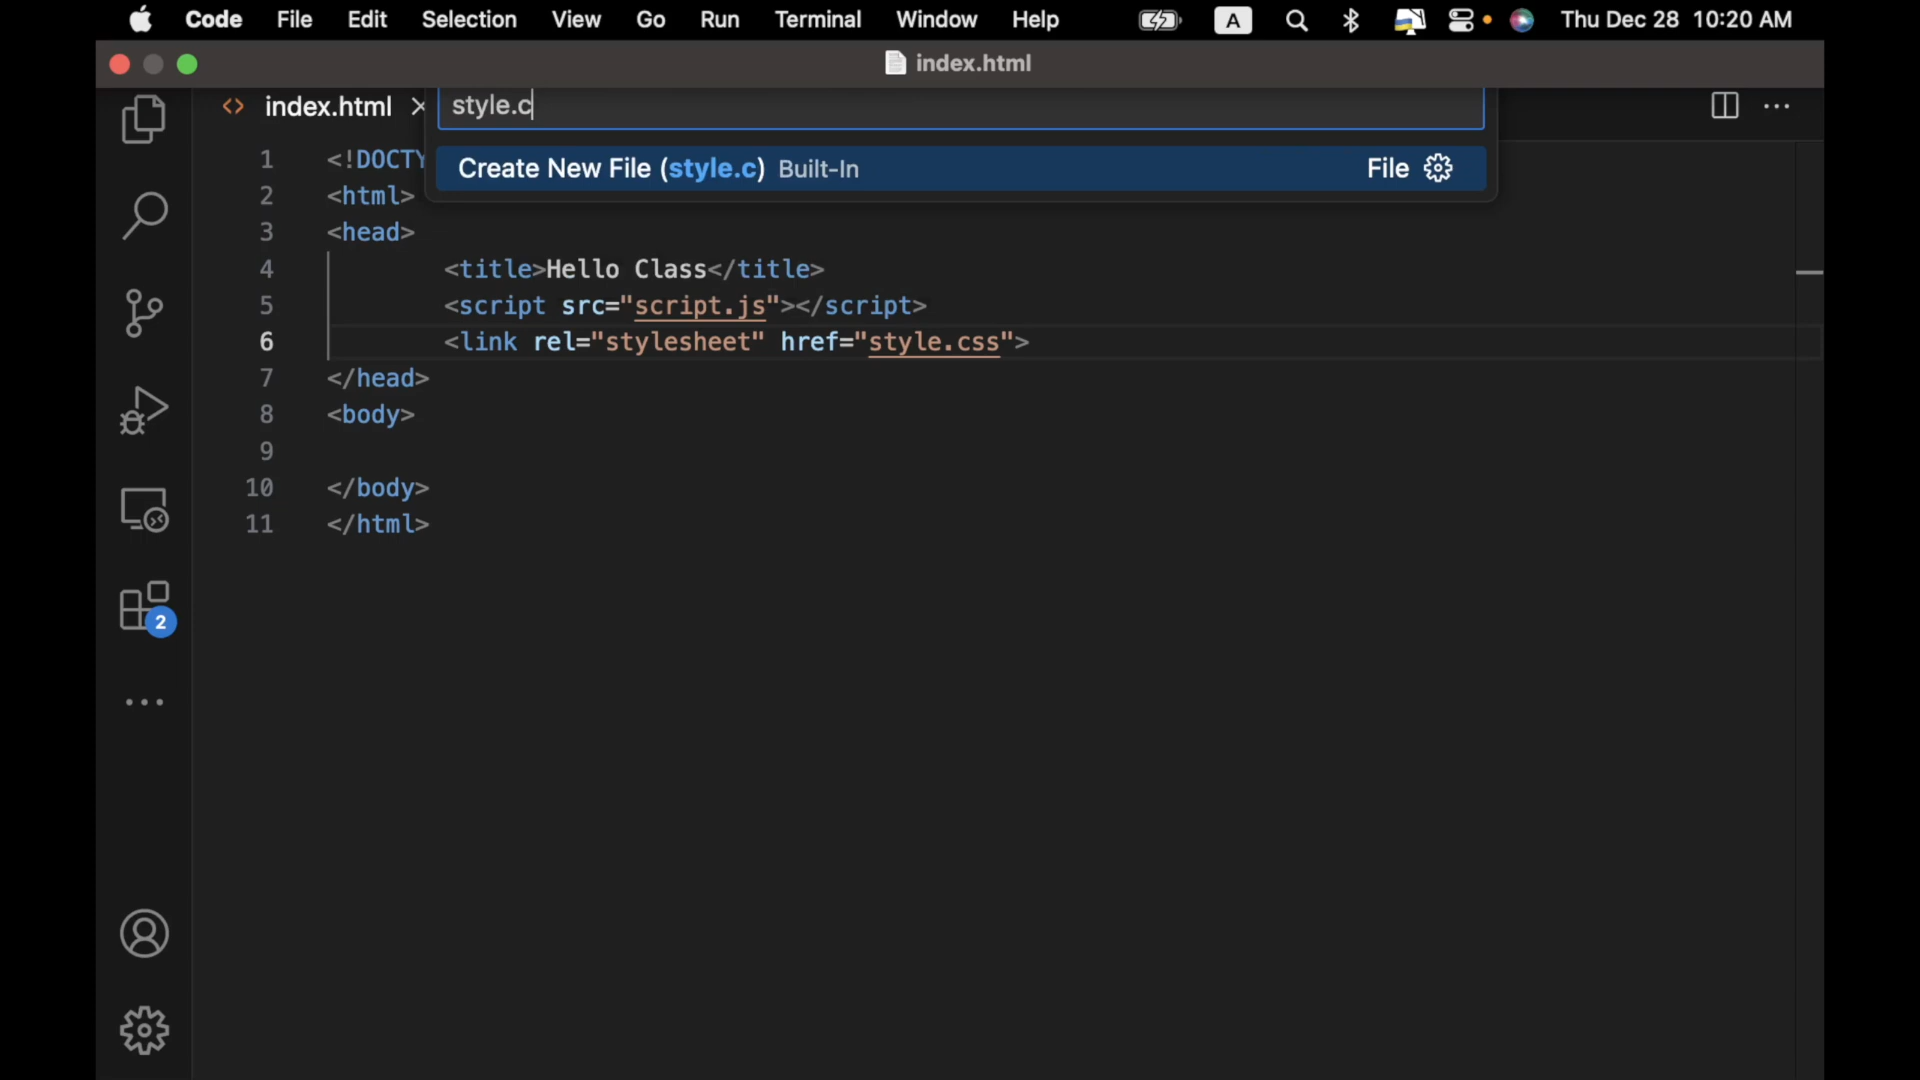 Code File Edit Selection View Go Run Terminal Window Help A Thu Dec 28 10:20 AM
index.html
index.html
style.c
Create New File (style.c) Built-In File
1 <!DOCTY
2 <html>
3 <head>
4 <title>Hello Class</title>
5 <script src="script.js"></script>
6 <link rel="stylesheet" href="style.css">
7 </head>
8 <body>
9
10 </body>
11 </html>
2